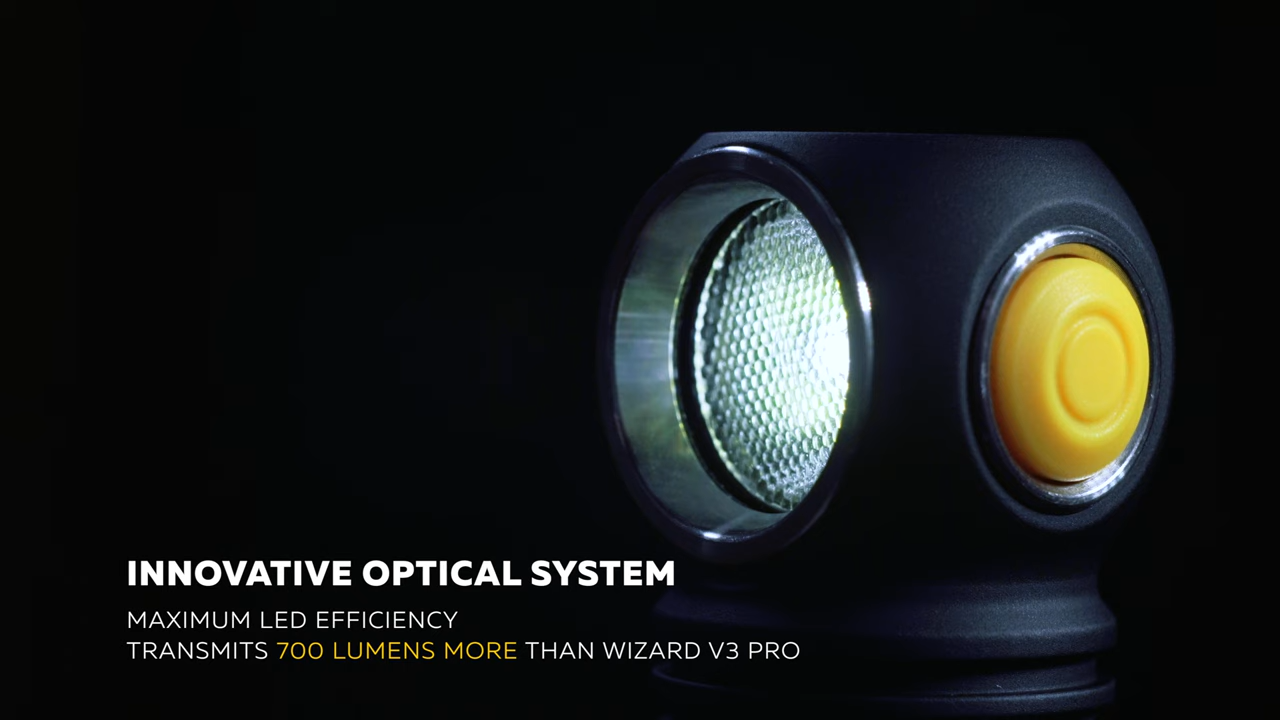 INNOVATIVE OPTICAL SYSTEM
MAXIMUM LED EFFICIENCY
TRANSMITS 700 LUMENS MORE THAN WIZARD V3 PRO